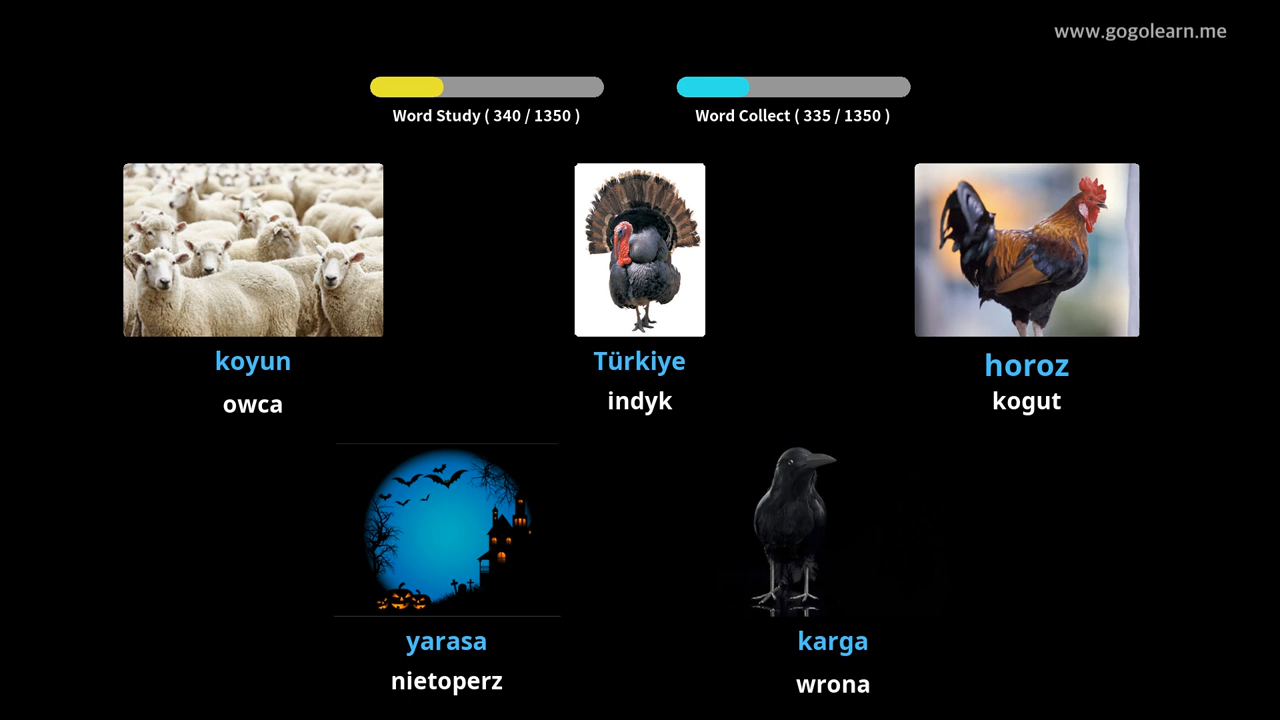 www.gogolearn.me
Word Study ( 340 / 1350 )
Word Collect ( 335 / 1350 )
koyun
Türkiye
horoz
owca
indyk
kogut
yarasa
karga
nietoperz
wrona